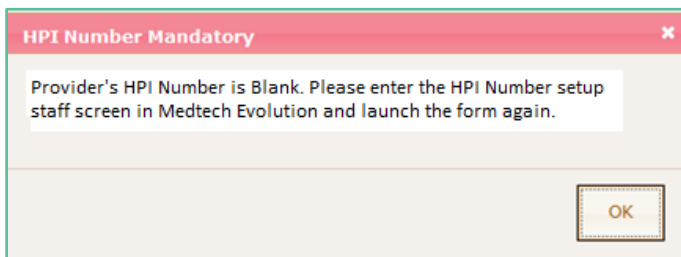 HPI Number Mandatory
Provider's HPI Number is Blank. Please enter the HPI Number setup
staff screen in Medtech Evolution and launch the form again.
OK